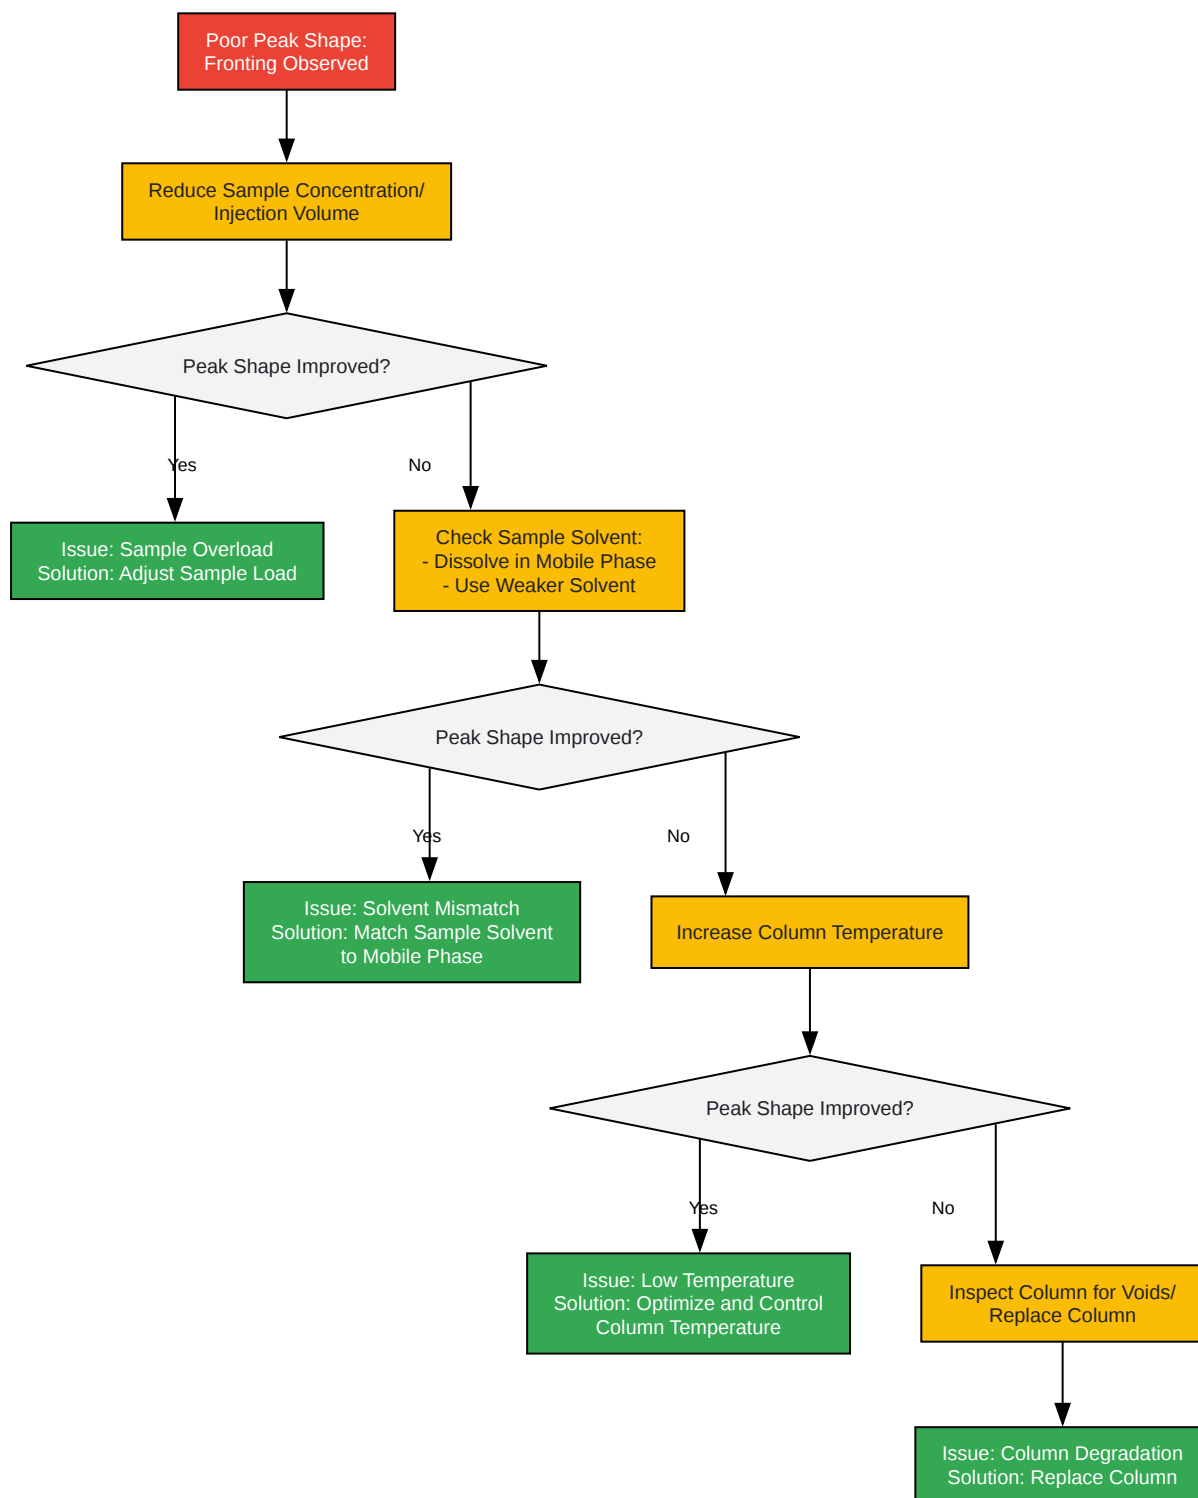 Poor Peak Shape:
Fronting Observed
Reduce Sample Concentration/
Injection Volume
Peak Shape Improved?
Yes
No
Issue: Sample Overload
Solution: Adjust Sample Load
Check Sample Solvent:
- Dissolve in Mobile Phase
- Use Weaker Solvent
Peak Shape Improved?
Yes
No
Issue: Solvent Mismatch
Solution: Match Sample Solvent
to Mobile Phase
Increase Column Temperature
Peak Shape Improved?
Yes
No
Issue: Low Temperature
Solution: Optimize and Control
Column Temperature
Inspect Column for Voids/
Replace Column
Issue: Column Degradation
Solution: Replace Column